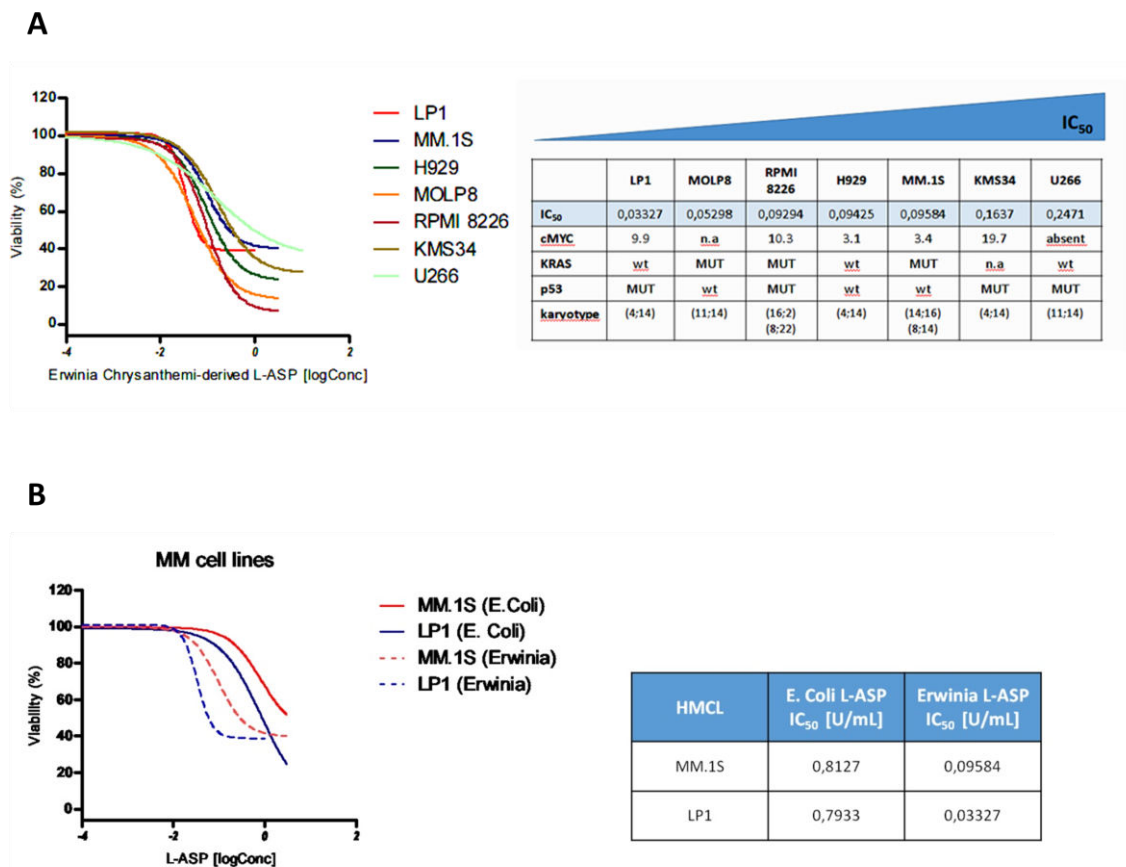 A
120
100
80
60
40
20
0
Viability (%)
-4 -2 0 2
Erwinia Chrysanthemi-derived L-ASP [logConc]
LP1
MM.1S
H929
MOLP8
RPMI 8226
KMS34
U266
IC50
LP1 MOLP8 RPMI 8226 H929 MM.1S KMS34 U266
IC50 0,03327 0,05298 0,09294 0,09425 0,09584 0,1637 0,2471
cMYC 9.9 n.a 10.3 3.1 3.4 19.7 absent
KRAS wt MUT MUT wt MUT n.a wt
p53 MUT wt MUT wt wt MUT MUT
karyotype (4;14) (11;14) (16;2) (4;14) (14;16) (4;14) (11;14)
(8;22) (8;14)
B
MM cell lines
120
100
80
60
40
20
0
Viability (%)
-4 -2 0 2
L-ASP [logConc]
MM.1S (E.Coli)
LP1 (E. Coli)
MM.1S (Erwinia)
LP1 (Erwinia)
HMCL E. Coli L-ASP Erwinia L-ASP
IC50 [U/mL] IC50 [U/mL]
MM.1S 0,8127 0,09584
LP1 0,7933 0,03327